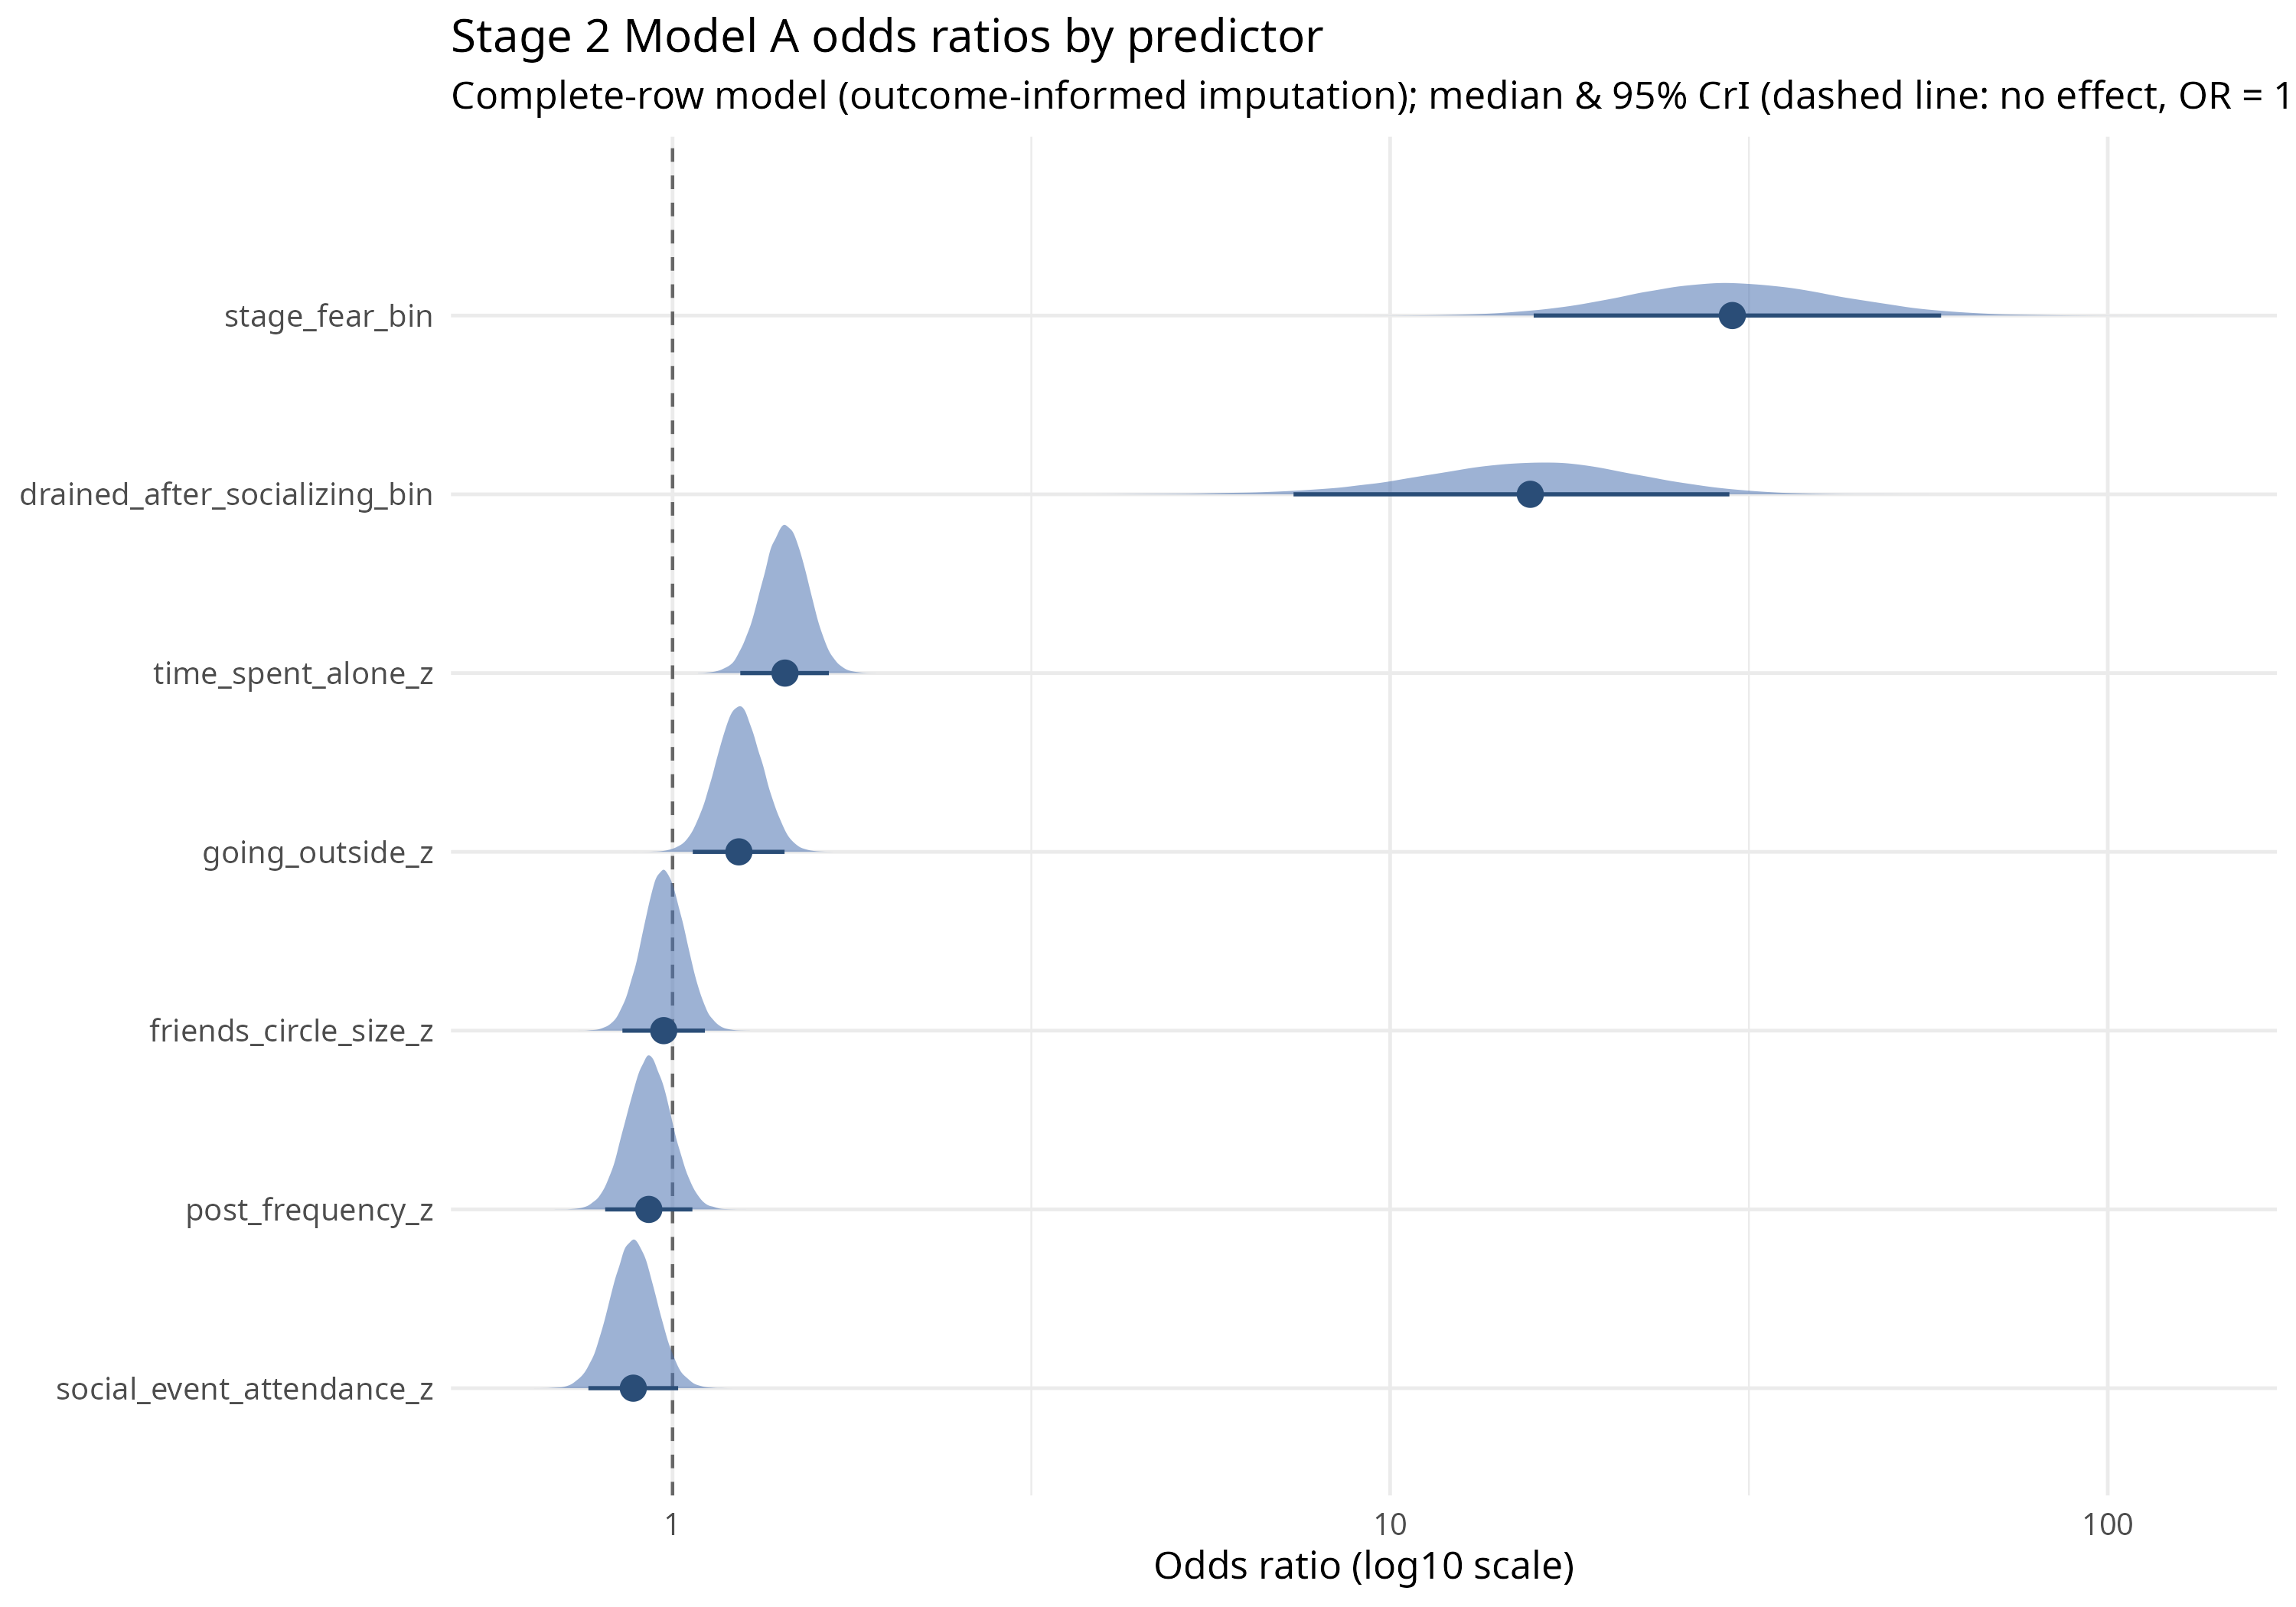 Stage 2 Model A odds ratios by predictor
Complete-row model (outcome-informed imputation); median & 95% CrI (dashed line: no effect, OR = 1
stage_fear_bin
drained_after_socializing_bin
time_spent_alone_z
going_outside_z
friends_circle_size_z
post_frequency_z
social_event_attendance_z
1 10 100
Odds ratio (log10 scale)